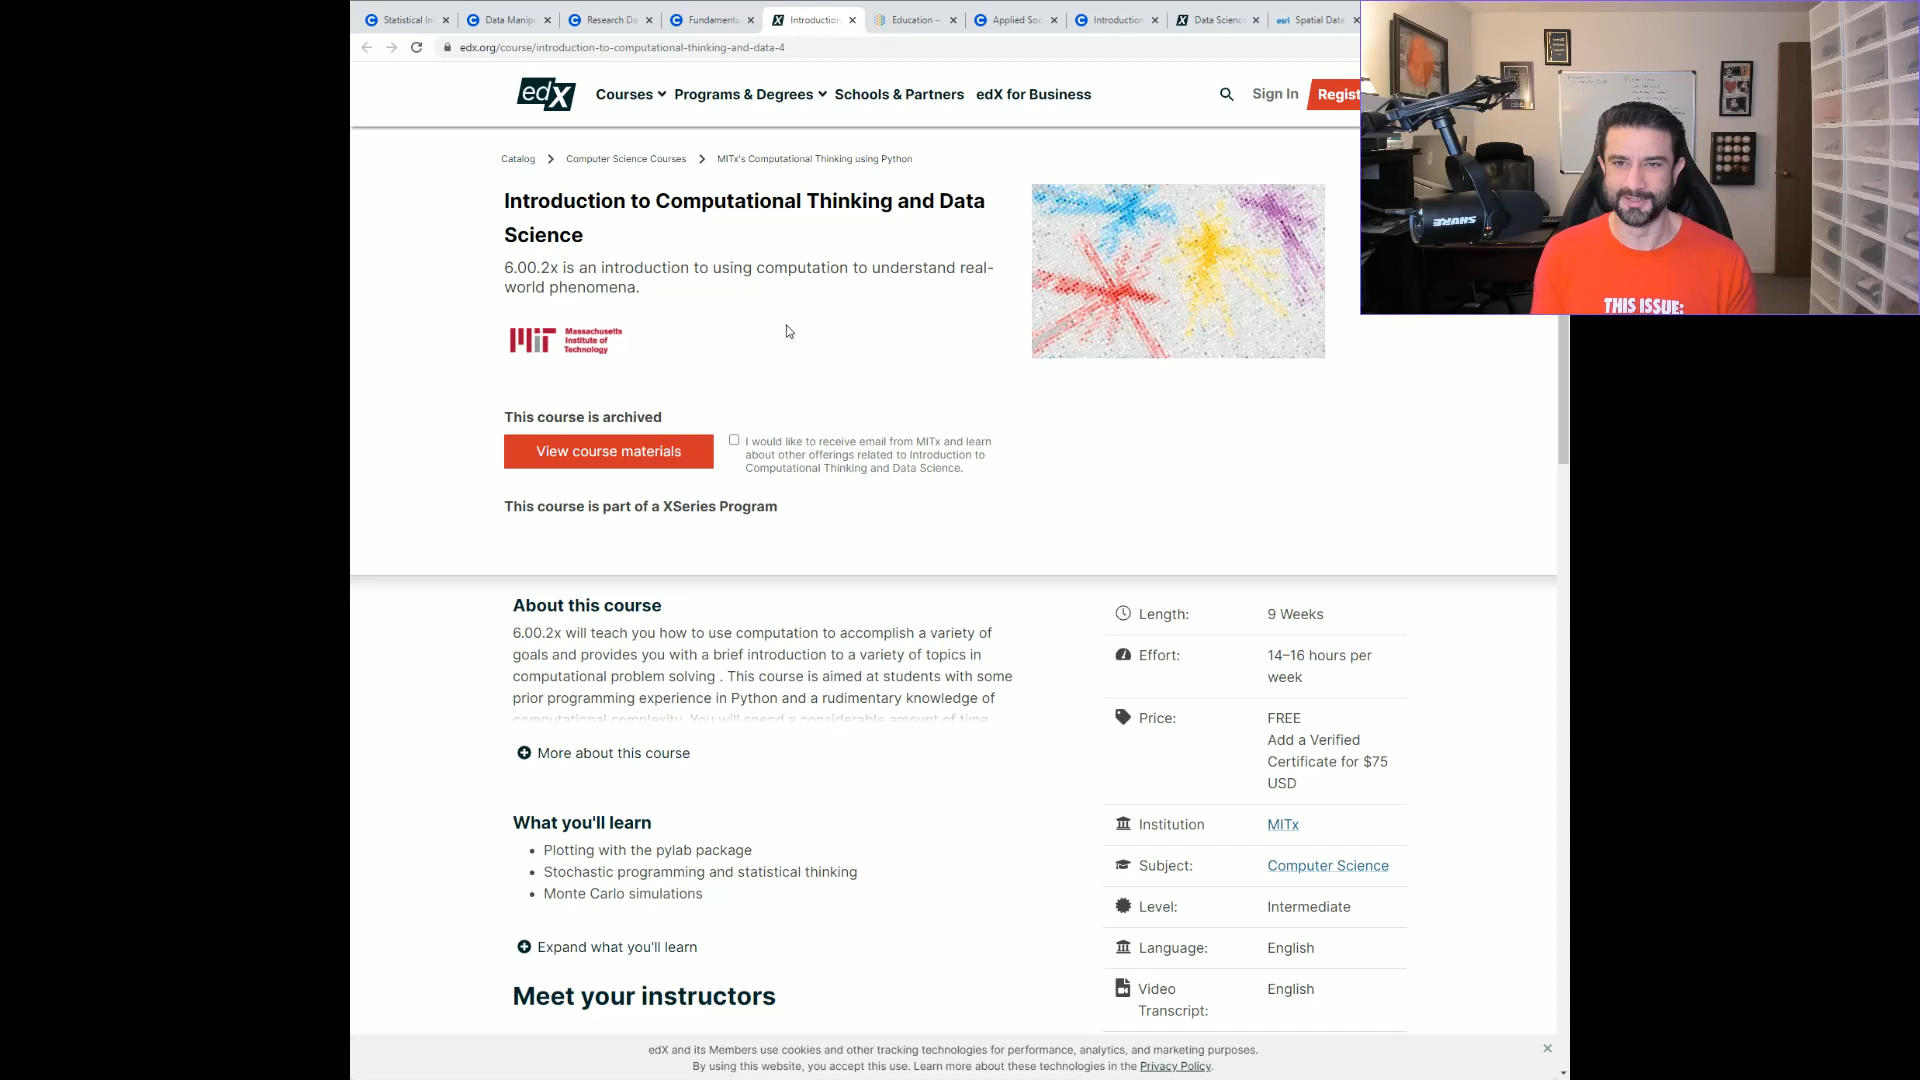 Statistical In
Data Manip
Research Da
Fundament
Introduction
Education –
Applied Soc
Introduction
Data Scienc
esri Spatial Data
edx.org/course/introduction-to-computational-thinking-and-data-4
edX
Courses
Programs & Degrees
Schools & Partners
edX for Business
Sign In
Regist
Catalog
Computer Science Courses
MITx's Computational Thinking using Python
Introduction to Computational Thinking and Data
Science
6.00.2x is an introduction to using computation to understand real-
world phenomena.
Massachusetts
Institute of
Technology
This course is archived
View course materials
I would like to receive email from MITx and learn
about other offerings related to Introduction to
Computational Thinking and Data Science.
This course is part of a XSeries Program
About this course
6.00.2x will teach you how to use computation to accomplish a variety of
goals and provides you with a brief introduction to a variety of topics in
computational problem solving . This course is aimed at students with some
prior programming experience in Python and a rudimentary knowledge of
computational complexity. You will spend a considerable amount of time
More about this course
What you'll learn
• Plotting with the pylab package
• Stochastic programming and statistical thinking
• Monte Carlo simulations
Expand what you'll learn
Meet your instructors
Length:
9 Weeks
Effort:
14–16 hours per
week
Price:
FREE
Add a Verified
Certificate for $75
USD
Institution
MITx
Subject:
Computer Science
Level:
Intermediate
Language:
English
Video
Transcript:
English
edX and its Members use cookies and other tracking technologies for performance, analytics, and marketing purposes.
By using this website, you accept this use. Learn more about these technologies in the Privacy Policy.
SHURE
THIS ISSUE: